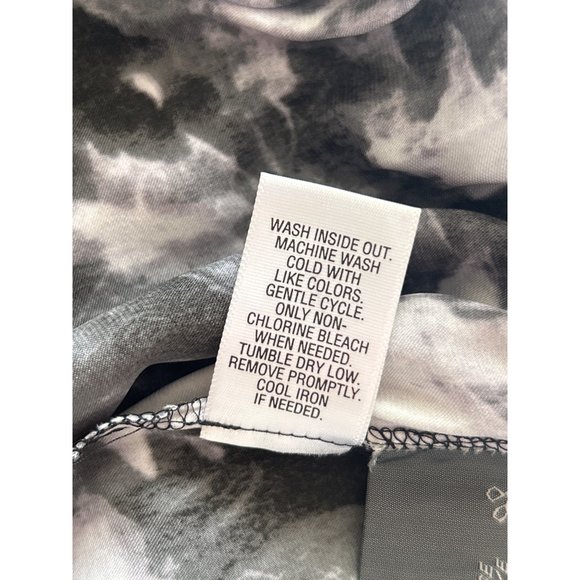 WASH INSIDE OUT.
MACHINE WASH
COLD WITH
LIKE COLORS.
GENTLE CYCLE.
ONLY NON-
CHLORINE BLEACH
WHEN NEEDED.
TUMBLE DRY LOW.
REMOVE PROMPTLY.
COOL IRON
IF NEEDED.